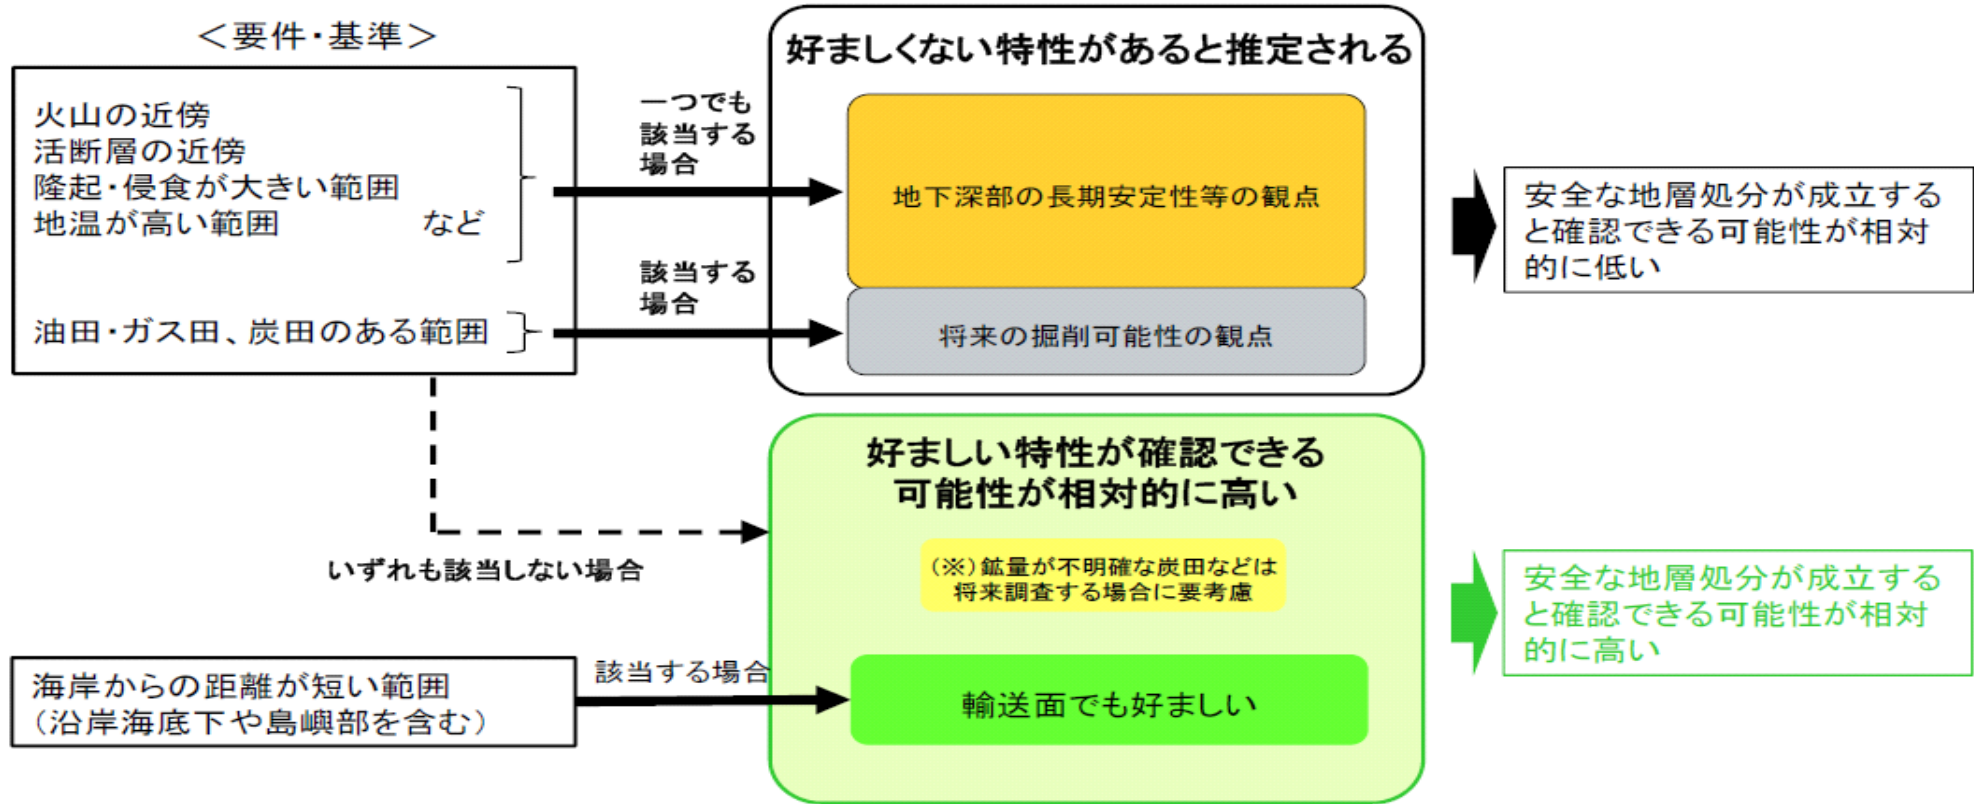 ＜要件・基準＞
火山の近傍
活断層の近傍
隆起・侵食が大きい範囲
地温が高い範囲 など
油田・ガス田、炭田のある範囲
一つでも
該当する
場合
該当する
場合
好ましくない特性があると推定される
地下深部の長期安定性等の観点
将来の掘削可能性の観点
安全な地層処分が成立する
と確認できる可能性が相対
的に低い
いずれも該当しない場合
好ましい特性が確認できる
可能性が相対的に高い
（※）鉱量が不明確な炭田などは
将来調査する場合に要考慮
海岸からの距離が短い範囲
（沿岸海底下や島嶼部を含む）
該当する場合
輸送面でも好ましい
安全な地層処分が成立する
と確認できる可能性が相対
的に高い